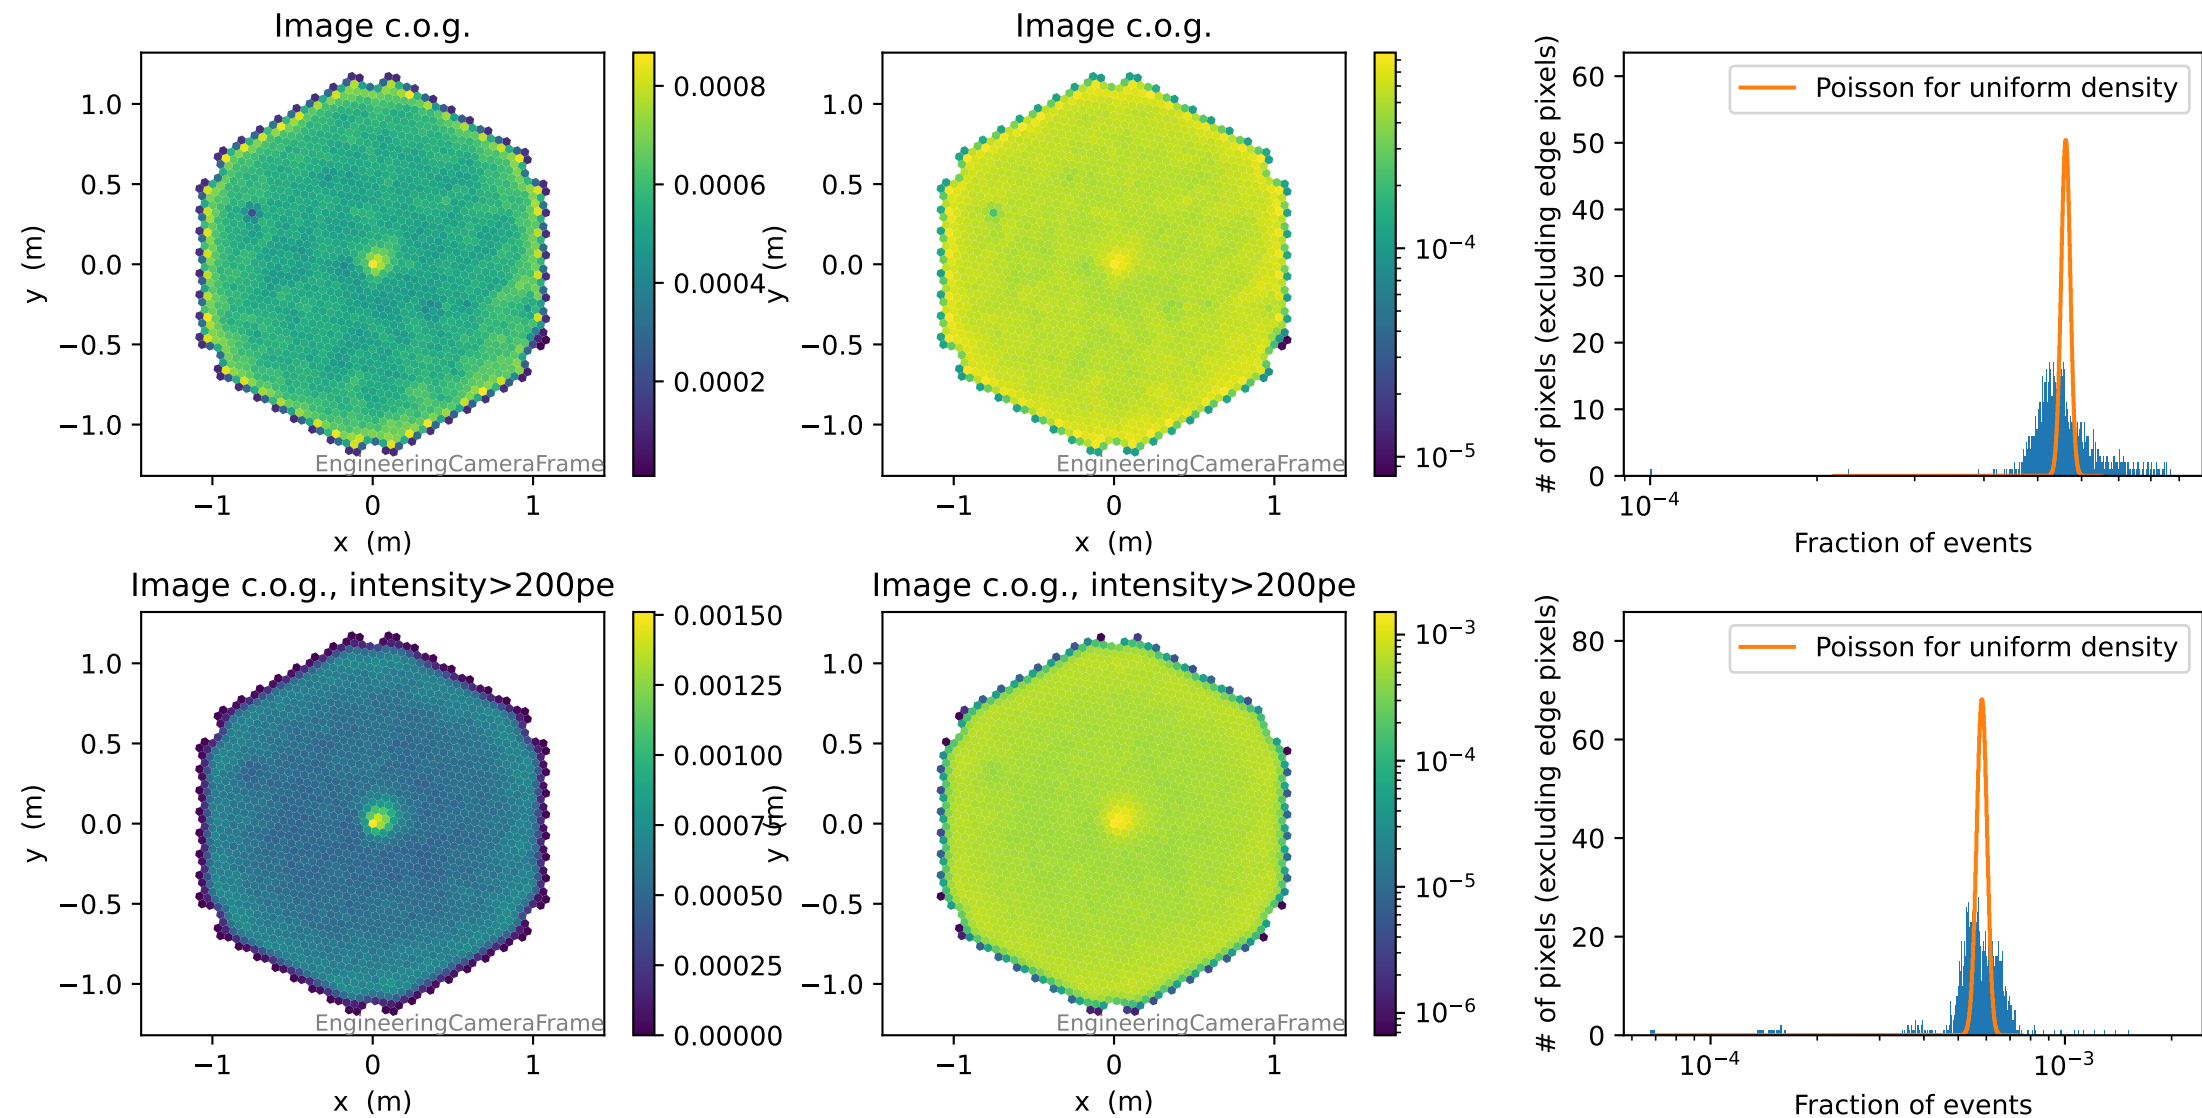 Image c.o.g.
1.0
0.5
0.0
−0.5
−1.0
y (m)
−1
0
1
x (m)
EngineeringCameraFrame
0.0008
0.0006
0.0004
0.0002
Image c.o.g.
1.0
0.5
0.0
−0.5
−1.0
y (m)
−1
0
1
x (m)
EngineeringCameraFrame
10⁻⁴
10⁻⁵
# of pixels (excluding edge pixels)
60
50
40
30
20
10
0
Poisson for uniform density
10⁻⁴
Fraction of events
Image c.o.g., intensity>200pe
1.0
0.5
0.0
−0.5
−1.0
y (m)
−1
0
1
x (m)
EngineeringCameraFrame
0.00150
0.00125
0.00100
0.00075
0.00050
0.00025
0.00000
Image c.o.g., intensity>200pe
1.0
0.5
0.0
−0.5
−1.0
y (m)
−1
0
1
x (m)
EngineeringCameraFrame
10⁻³
10⁻⁴
10⁻⁵
10⁻⁶
# of pixels (excluding edge pixels)
80
60
40
20
0
Poisson for uniform density
10⁻⁴
10⁻³
Fraction of events